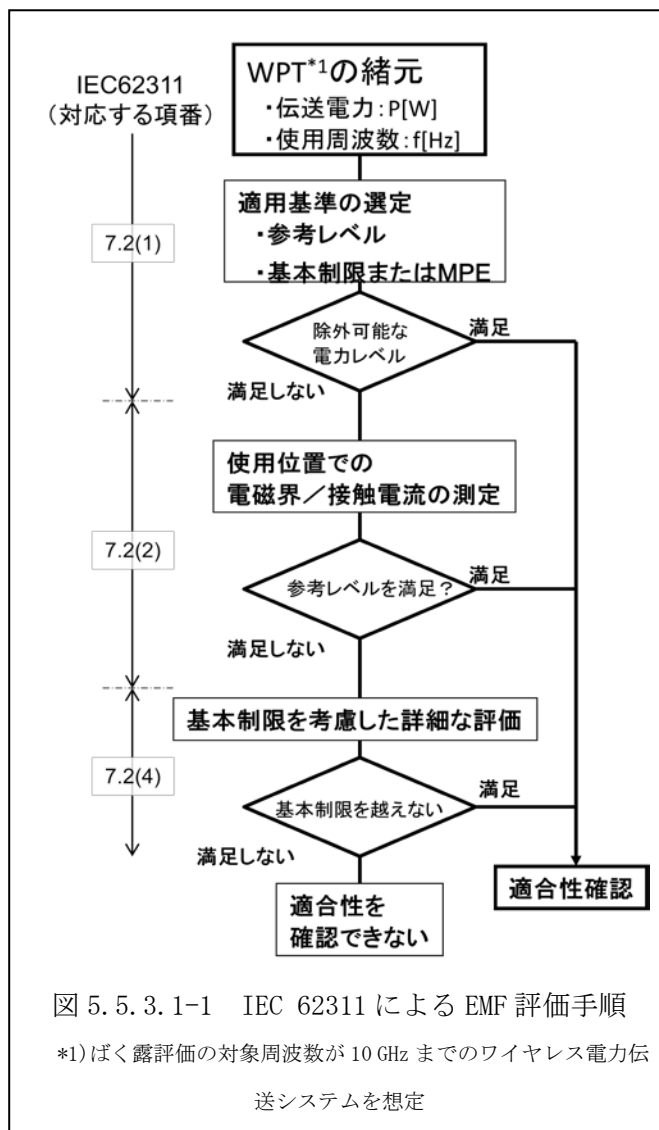 IEC62311
（対応する項番）
WPT*1の緒元
・伝送電力：P[W]
・使用周波数：f[Hz]
適用基準の選定
・参考レベル
・基本制限またはMPE
7.2(1)
除外可能な
電力レベル
満足
満足しない
使用位置での
電磁界／接触電流の測定
7.2(2)
参考レベルを満足？
満足
満足しない
基本制限を考慮した詳細な評価
7.2(4)
基本制限を越えない
満足
満足しない
適合性を
確認できない
適合性確認
図 5.5.3.1-1 IEC 62311 による EMF 評価手順
*1)ばく露評価の対象周波数が 10 GHz までのワイヤレス電力伝
送システムを想定